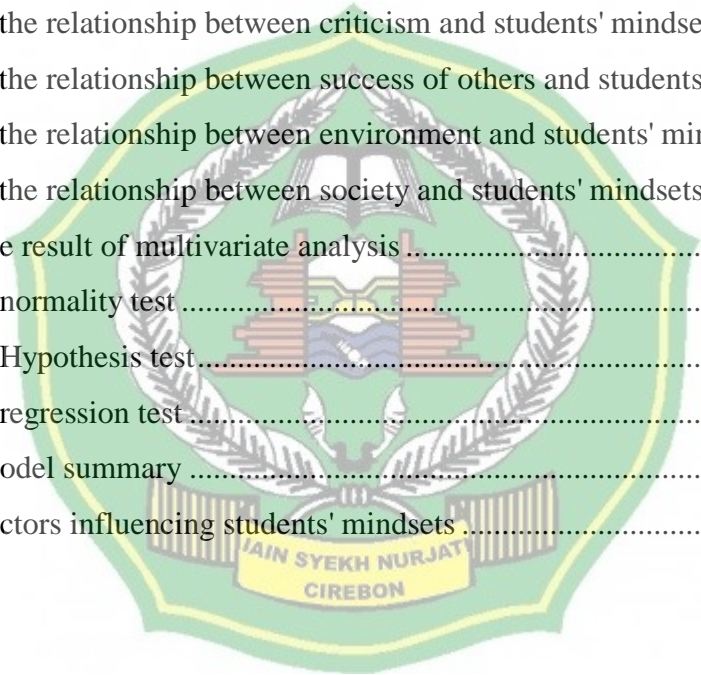 the relationship between criticism and students' mindse
the relationship between success of others and students
the relationship between environment and students' mi
the relationship between society and students' mindsets
e result of multivariate analysis ....................................
normality test ...............................................................
Hypothesis test.............................................................
regression test ..............................................................
odel summary ..............................................................
ctors influencing students' mindsets ............................
IAIN SYEKH NURJATI
CIREBON